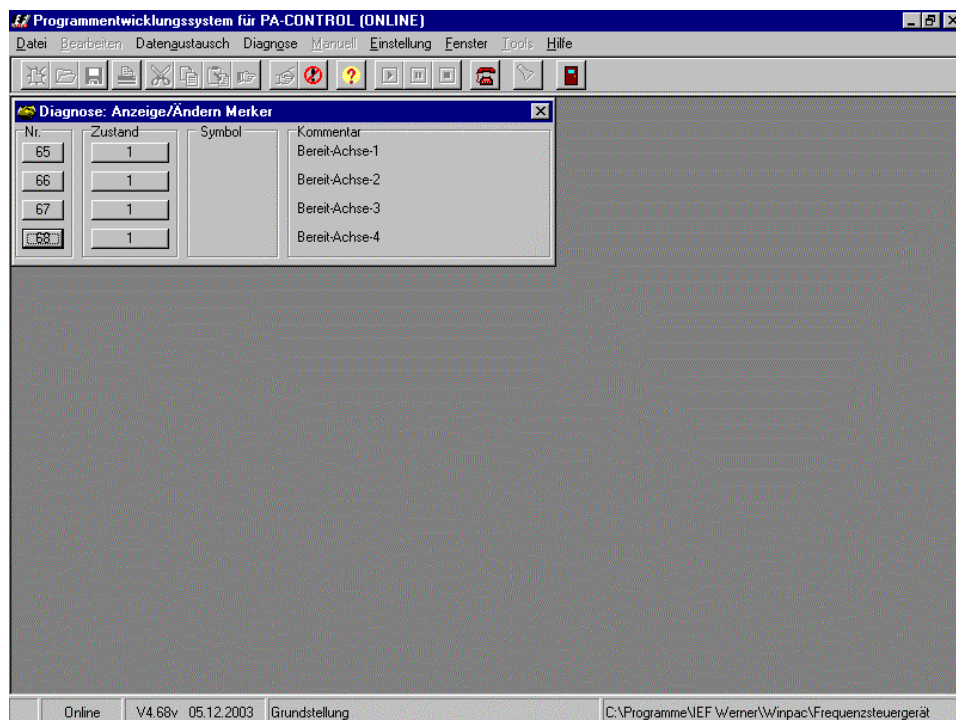 Programmentwicklungssystem für PA-CONTROL (ONLINE)
Datei Bearbeiten Datenaustausch Diagnose Manuell Einstellung Fenster Tools Hilfe
Diagnose: Anzeige/Ändern Merker
Nr. Zustand Symbol Kommentar
65 1 Bereit-Achse-1
66 1 Bereit-Achse-2
67 1 Bereit-Achse-3
68 1 Bereit-Achse-4
Online V4.68v 05.12.2003 Grundstellung C:\Programme\IEF Werner\Winpac\Frequenzsteuergerät